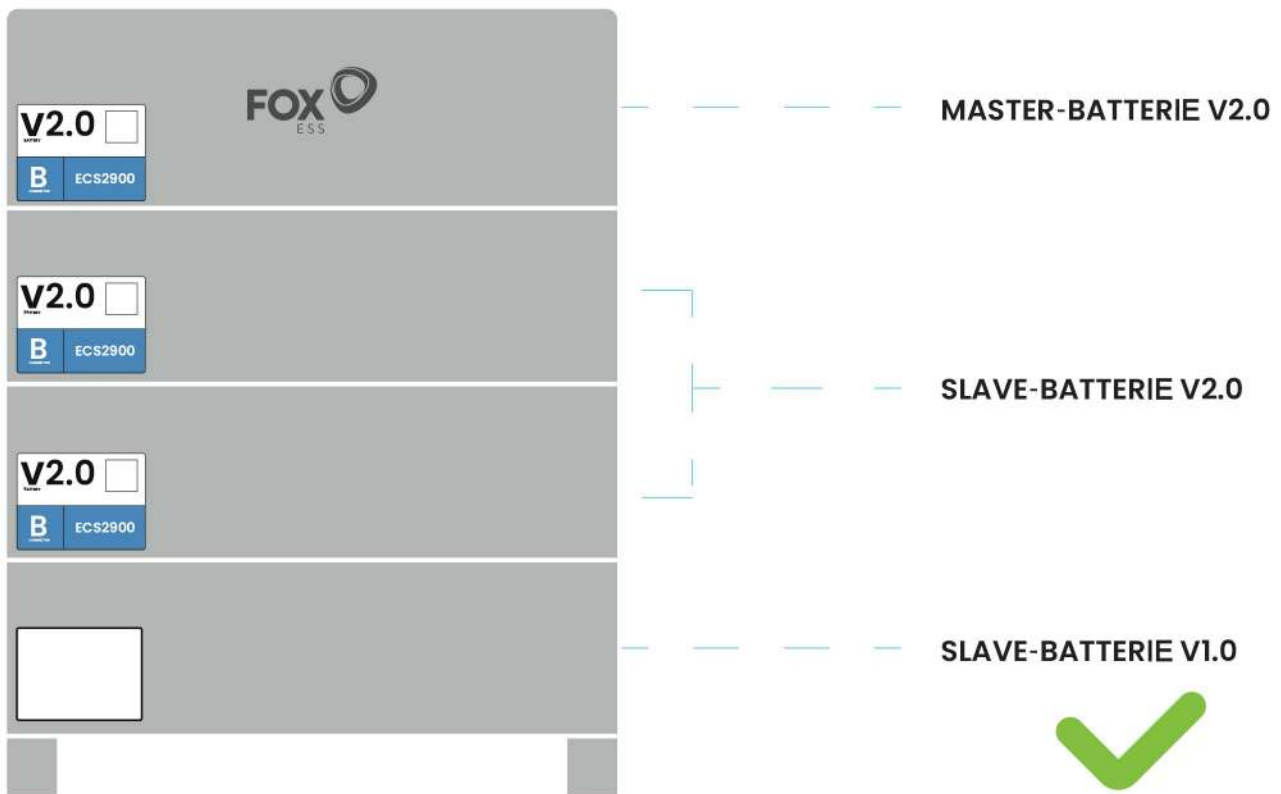 FOX
ESS
V2.0
B ECS2900
MASTER-BATTERIE V2.0
V2.0
B ECS2900
SLAVE-BATTERIE V2.0
V2.0
B ECS2900
SLAVE-BATTERIE V1.0